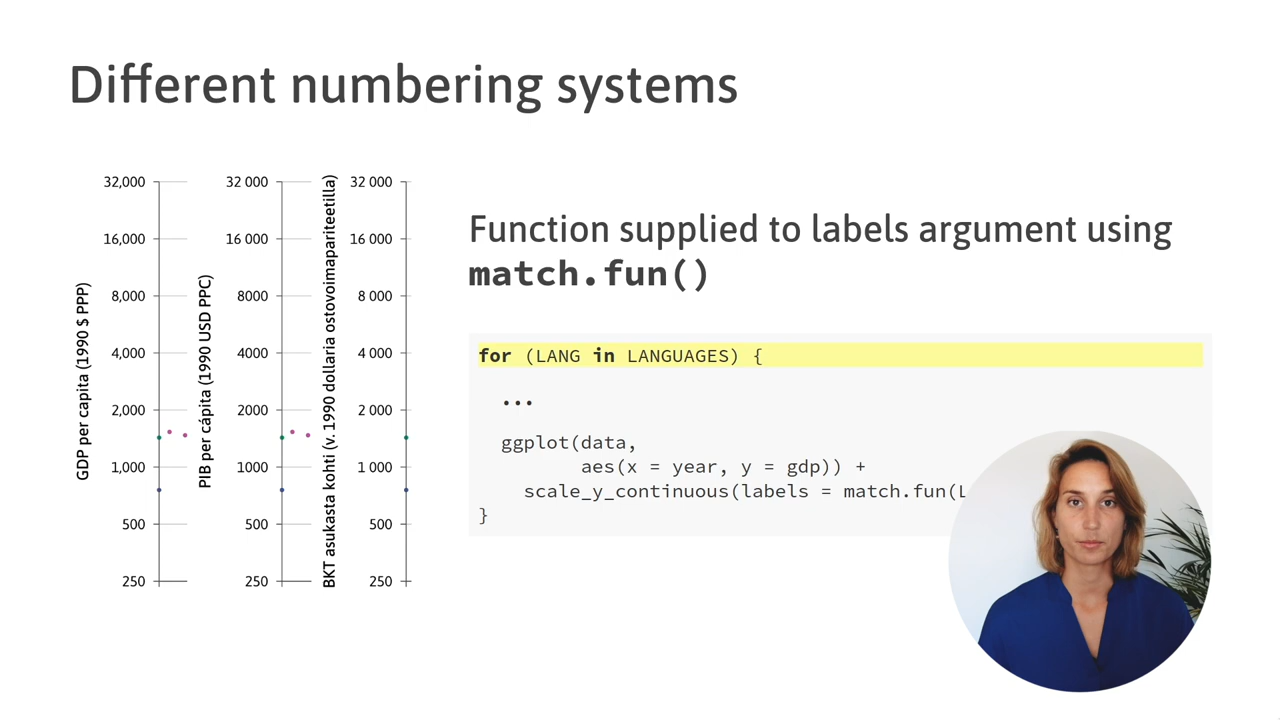 Different numbering systems
GDP per capita (1990 $ PPP)
32,000
16,000
8,000
4,000
2,000
1,000
500
250
PIB per cápita (1990 USD PPC)
32 000
16 000
8000
4000
2000
1000
500
250
BKT asukasta kohti (v. 1990 dollaria ostovoimapariteetilla)
32 000
16 000
8 000
4 000
2 000
1 000
500
250
Function supplied to labels argument using
match.fun()
for (LANG in LANGUAGES) {
...
ggplot(data,
aes(x = year, y = gdp)) +
scale_y_continuous(labels = match.fun(L
}